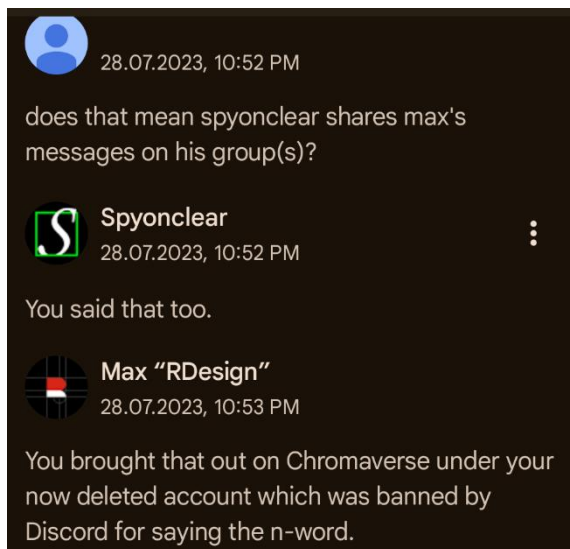 28.07.2023, 10:52 PM
does that mean spyonclear shares max's
messages on his group(s)?
S
Spyonclear
28.07.2023, 10:52 PM
You said that too.
Max “RDesign”
28.07.2023, 10:53 PM
You brought that out on Chromaverse under your
now deleted account which was banned by
Discord for saying the n-word.